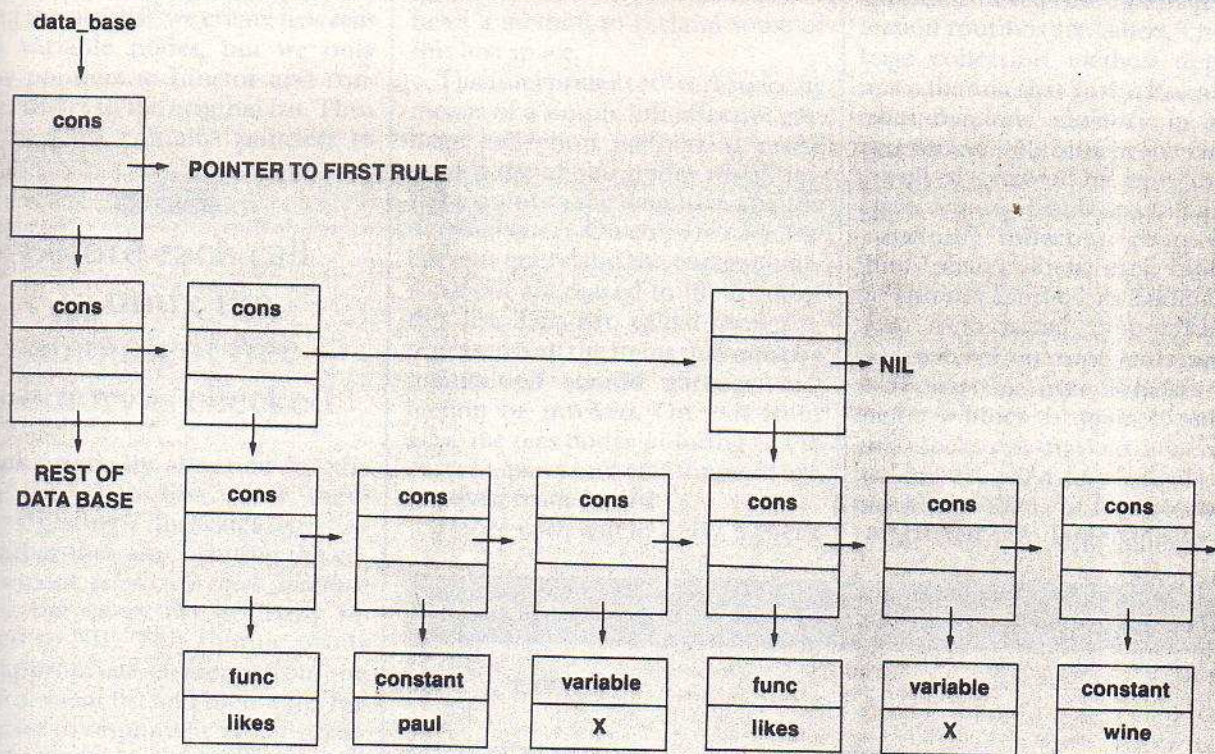 data_base
cons
POINTER TO FIRST RULE
cons
cons
cons
NIL
REST OF
DATA BASE
cons
cons
cons
cons
cons
cons
func
constant
variable
func
variable
constant
likes
paul
X
likes
X
wine